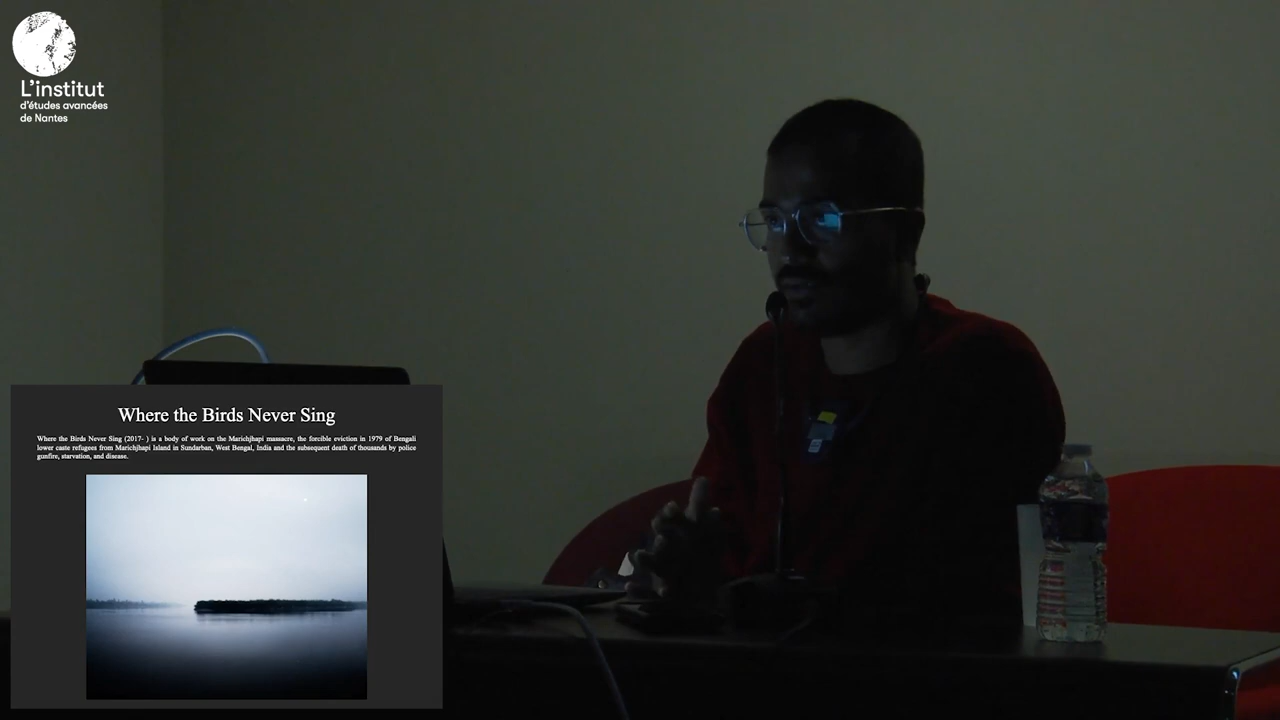 L'institut
d'études avancées
de Nantes
Where the Birds Never Sing
Where the Birds Never Sing (2017- ) is a body of work on the Marichjhapi massacre, the forcible eviction in 1979 of Bengali
lower caste refugees from Marichjhapi Island in Sundarban, West Bengal, India and the subsequent death of thousands by police
gunfire, starvation, and disease.